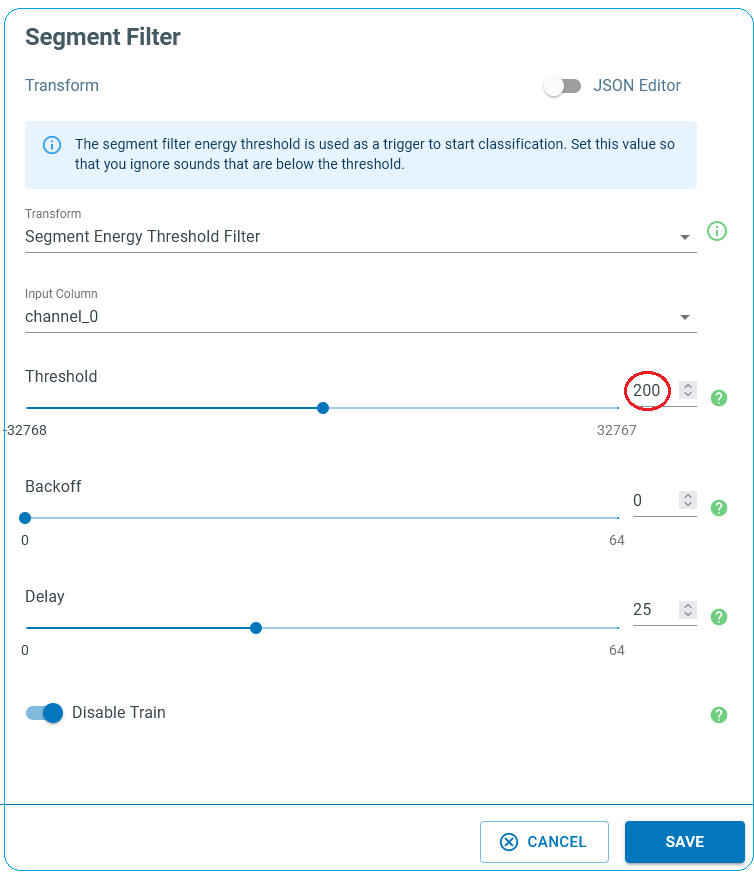 Segment Filter
Transform
JSON Editor
The segment filter energy threshold is used as a trigger to start classification. Set this value so
that you ignore sounds that are below the threshold.
Transform
Segment Energy Threshold Filter
Input Column
channel_0
Threshold
200
-32768
32767
Backoff
0
0
64
Delay
25
0
64
Disable Train
CANCEL
SAVE